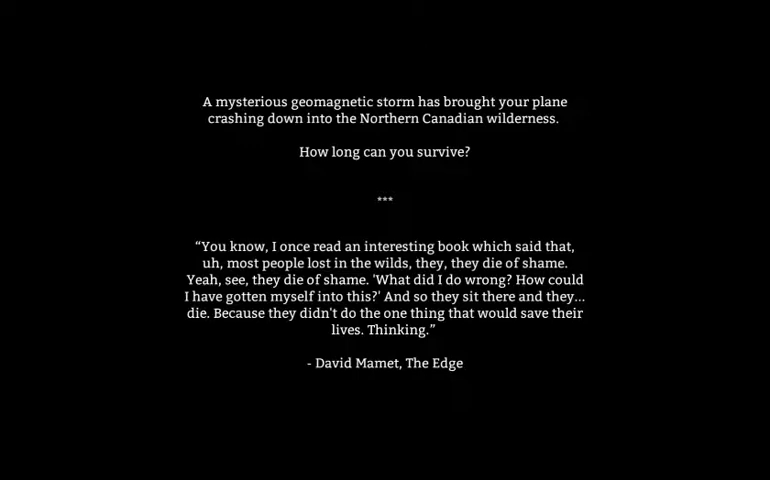 A mysterious geomagnetic storm has brought your plane
crashing down into the Northern Canadian wilderness.
How long can you survive?
***
“You know, I once read an interesting book which said that,
uh, most people lost in the wilds, they, they die of shame.
Yeah, see, they die of shame. 'What did I do wrong? How could
I have gotten myself into this?' And so they sit there and they...
die. Because they didn't do the one thing that would save their
lives. Thinking.”
- David Mamet, The Edge